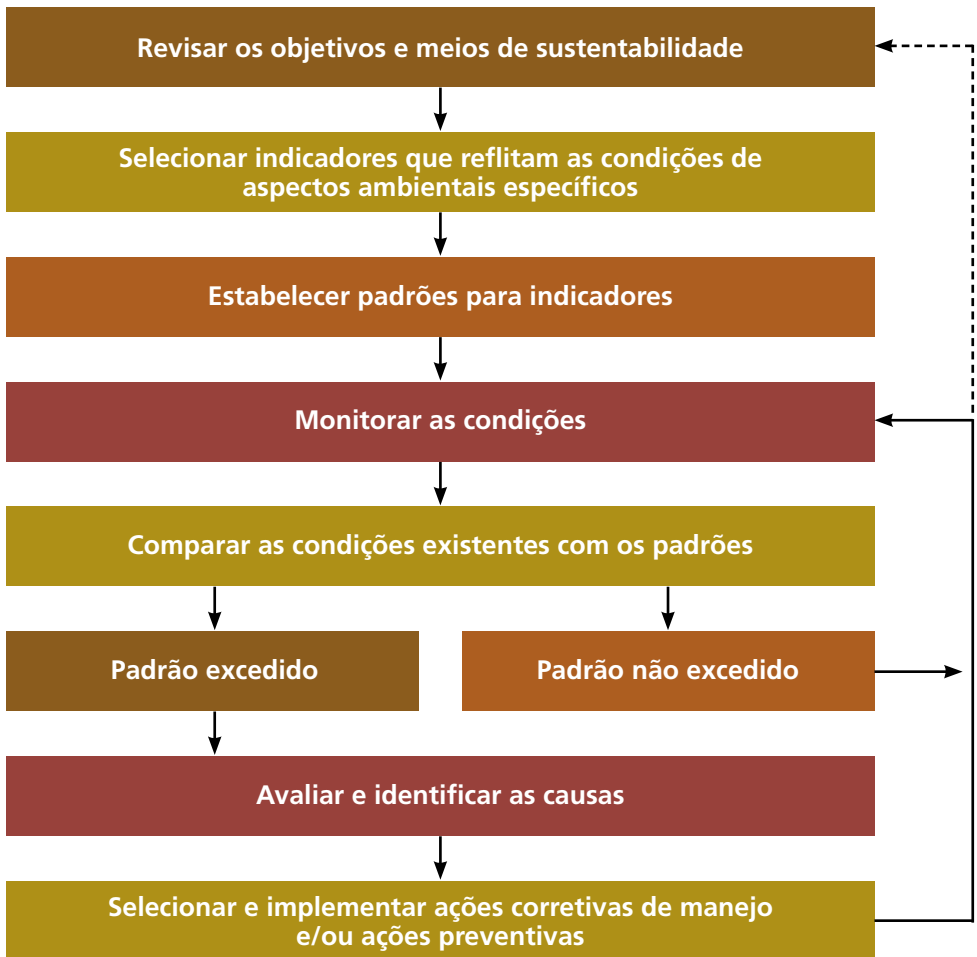 Revisar os objetivos e meios de sustentabilidade
Selecionar indicadores que reflitam as condições de
aspectos ambientais específicos
Estabelecer padrões para indicadores
Monitorar as condições
Comparar as condições existentes com os padrões
Padrão excedido
Padrão não excedido
Avaliar e identificar as causas
Selecionar e implementar ações corretivas de manejo
e/ou ações preventivas